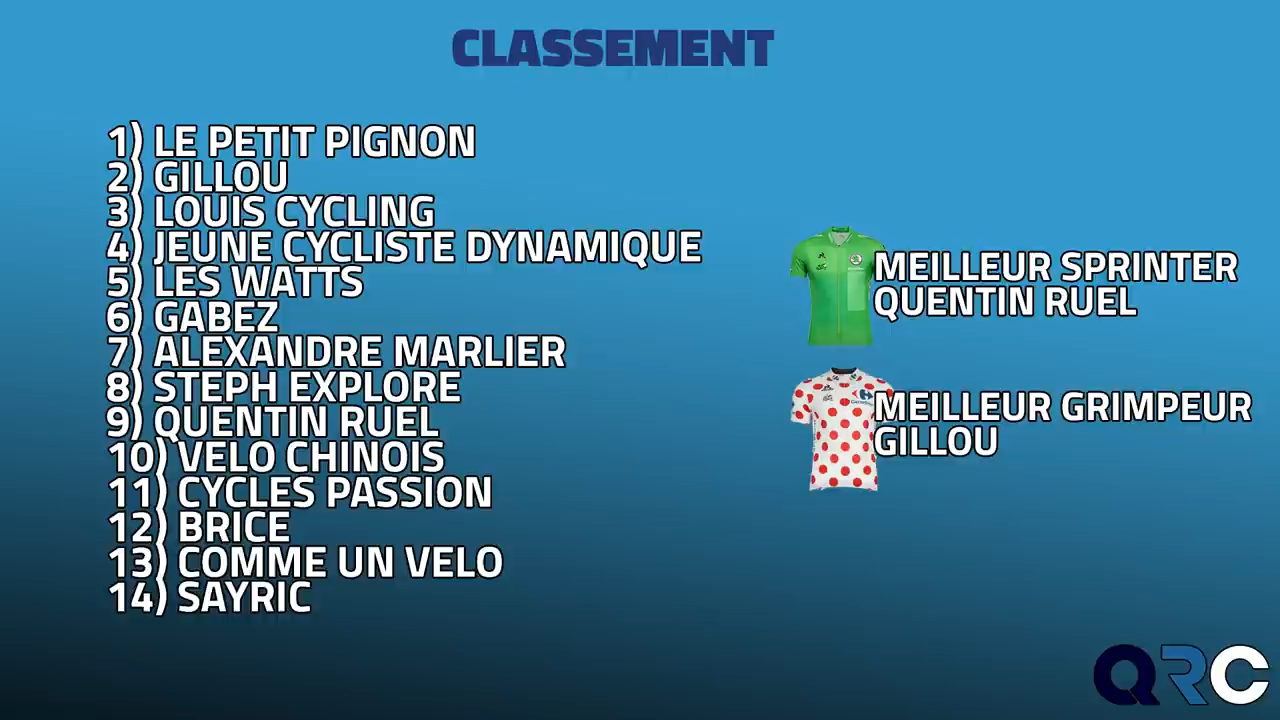 CLASSEMENT
1) LE PETIT PIGNON
2) GILLOU
3) LOUIS CYCLING
4) JEUNE CYCLISTE DYNAMIQUE
5) LES WATTS
6) GABEZ
7) ALEXANDRE MARLIER
8) STEPH EXPLORE
9) QUENTIN RUEL
10) VELO CHINOIS
11) CYCLES PASSION
12) BRICE
13) COMME UN VELO
14) SAYRIC
MEILLEUR SPRINTER
QUENTIN RUEL
MEILLEUR GRIMPEUR
GILLOU
QRC